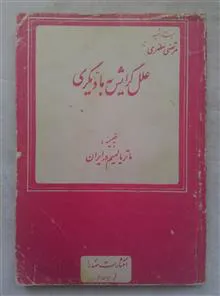 مرتضی مطهری
علل گرایش به مادیگری
ماتریالیسم در ایران
انتشارات صدرا